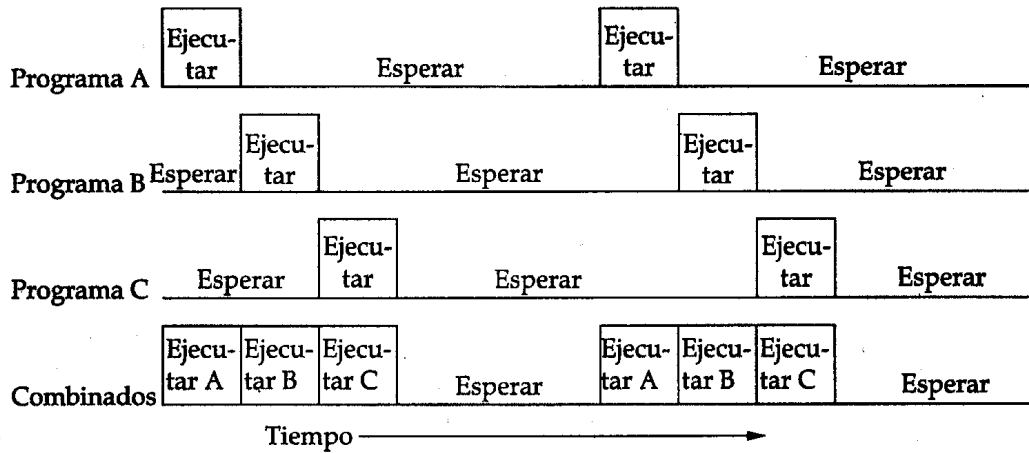 Ejecu-
tar
Ejecu-
tar
Programa A
Esperar
Esperar
Ejecu-
tar
Ejecu-
tar
Programa B
Esperar
Esperar
Esperar
Ejecu-
tar
Ejecu-
tar
Programa C
Esperar
Esperar
Esperar
Ejecu-
tar A
Ejecu-
tar B
Ejecu-
tar C
Ejecu-
tar A
Ejecu-
tar B
Ejecu-
tar C
Combinados
Esperar
Esperar
Tiempo